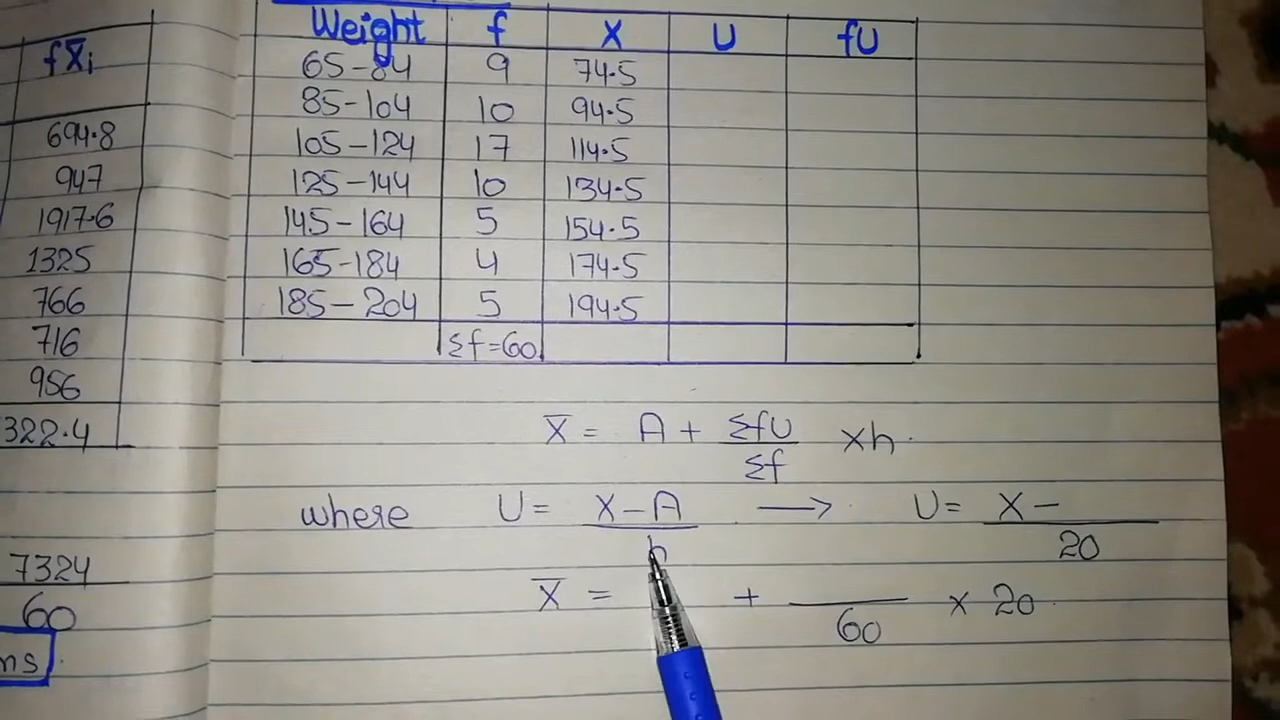 fX̄i
694.8
947
1917.6
1325
766
716
956
322.4
7324
60
ns
Weight f X U fU
65-84 9 74.5
85-104 10 94.5
105-124 17 114.5
125-144 10 134.5
145-164 5 154.5
165-184 4 174.5
185-204 5 194.5
Σf=60
X̄ = A + ΣfU / Σf × h.
where U = X-A / h → U = X- / 20
X̄ = + / 60 × 20.